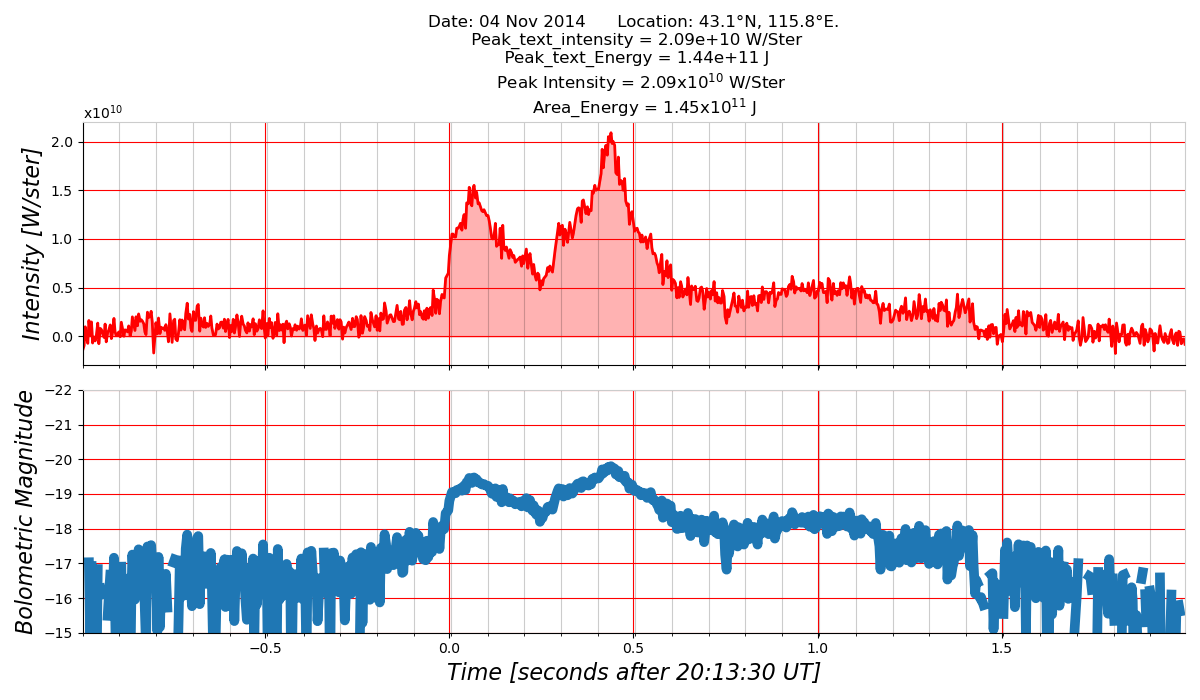 Date: 04 Nov 2014 Location: 43.1°N, 115.8°E.
Peak_text_intensity = 2.09e+10 W/Ster
Peak_text_Energy = 1.44e+11 J
Peak Intensity = 2.09x10¹⁰ W/Ster
Area_Energy = 1.45x10¹¹ J
x10¹⁰
2.0
1.5
1.0
0.5
0.0
Intensity [W/ster]
−22
−21
−20
−19
−18
−17
−16
−15
Bolometric Magnitude
−0.5 0.0 0.5 1.0 1.5
Time [seconds after 20:13:30 UT]